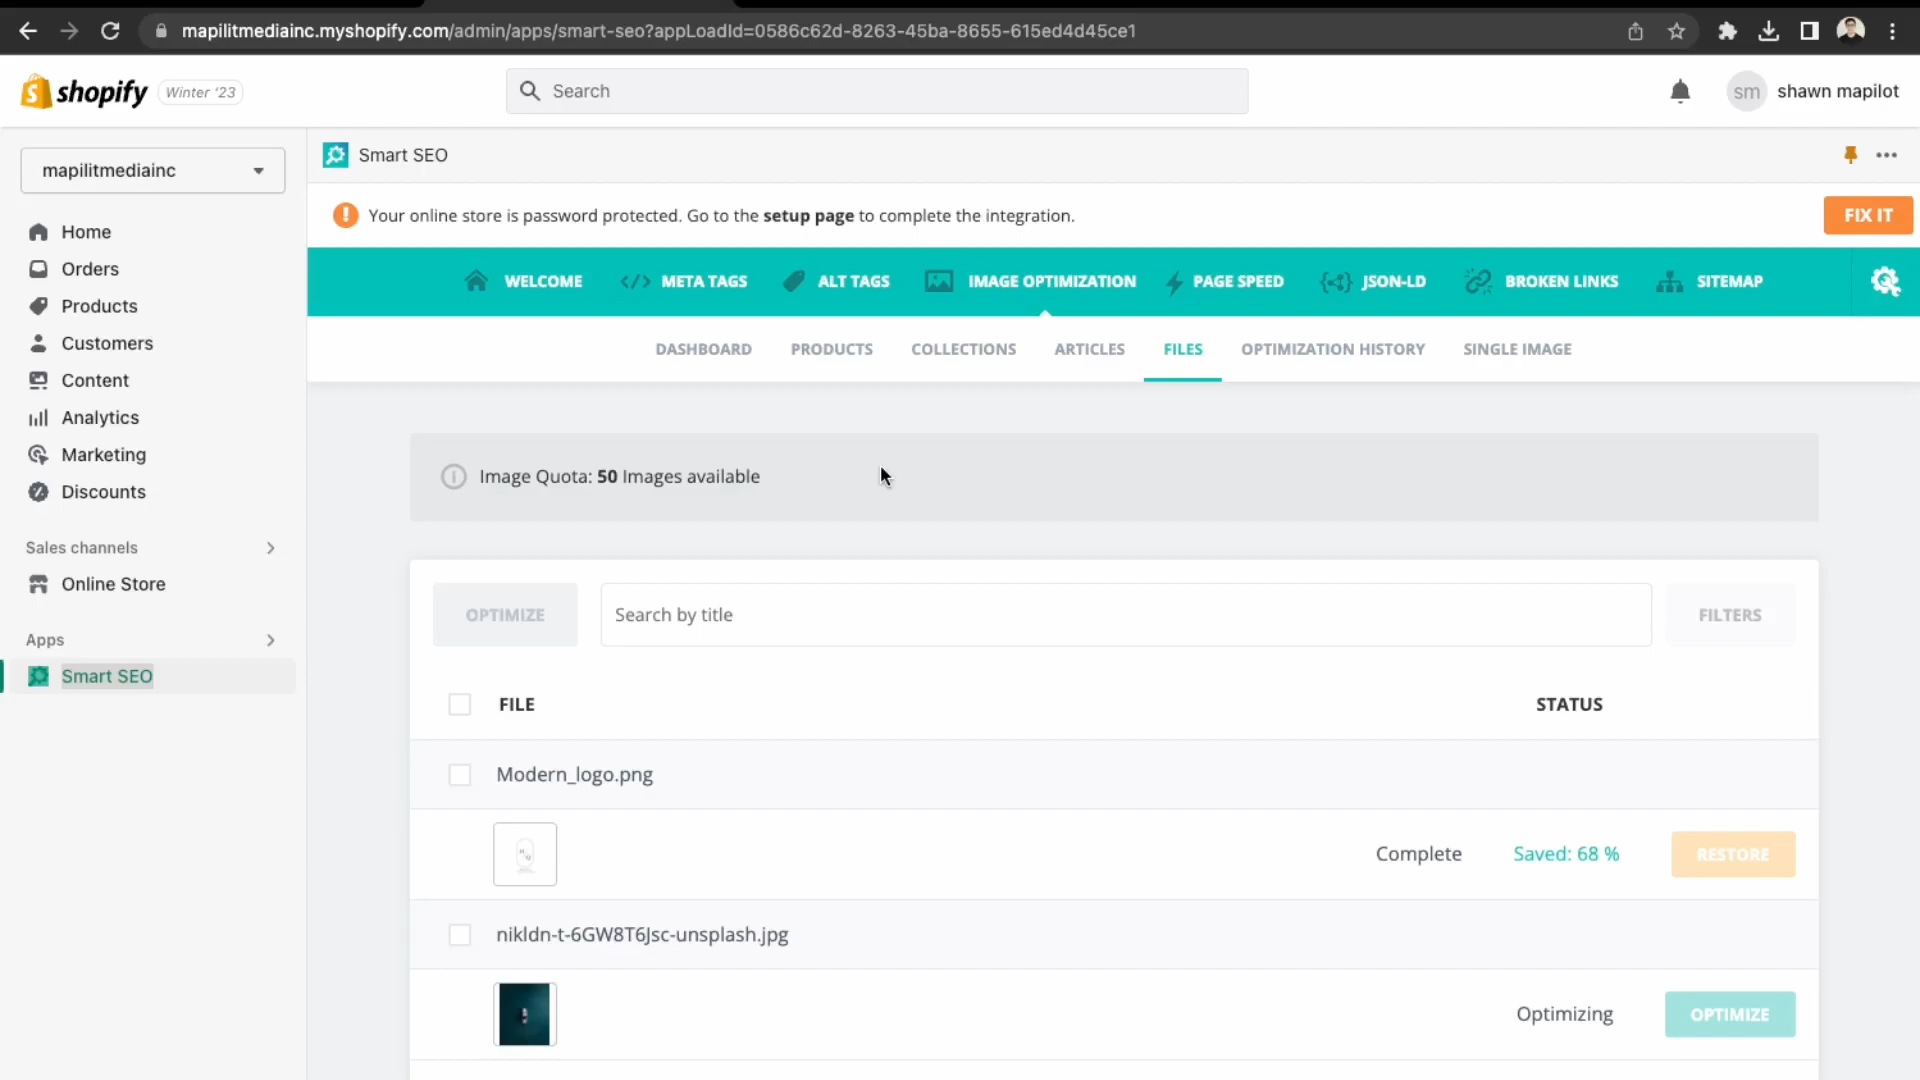 mapilitmediainc.myshopify.com/admin/apps/smart-seo?appLoadId=0586c62d-8263-45ba-8655-615ed4d45ce1
shopify Winter '23
Search
sm shawn mapilot
mapilitmediainc
Smart SEO
Your online store is password protected. Go to the setup page to complete the integration.
FIX IT
WELCOME </> META TAGS ALT TAGS IMAGE OPTIMIZATION PAGE SPEED JSON-LD BROKEN LINKS SITEMAP
DASHBOARD PRODUCTS COLLECTIONS ARTICLES FILES OPTIMIZATION HISTORY SINGLE IMAGE
Home
Orders
Products
Customers
Content
Analytics
Marketing
Discounts
Sales channels
Online Store
Apps
Smart SEO
Image Quota: 50 Images available
OPTIMIZE Search by title FILTERS
FILE STATUS
Modern_logo.png
Complete Saved: 68 % RESTORE
nikldn-t-6GW8T6Jsc-unsplash.jpg
Optimizing OPTIMIZE